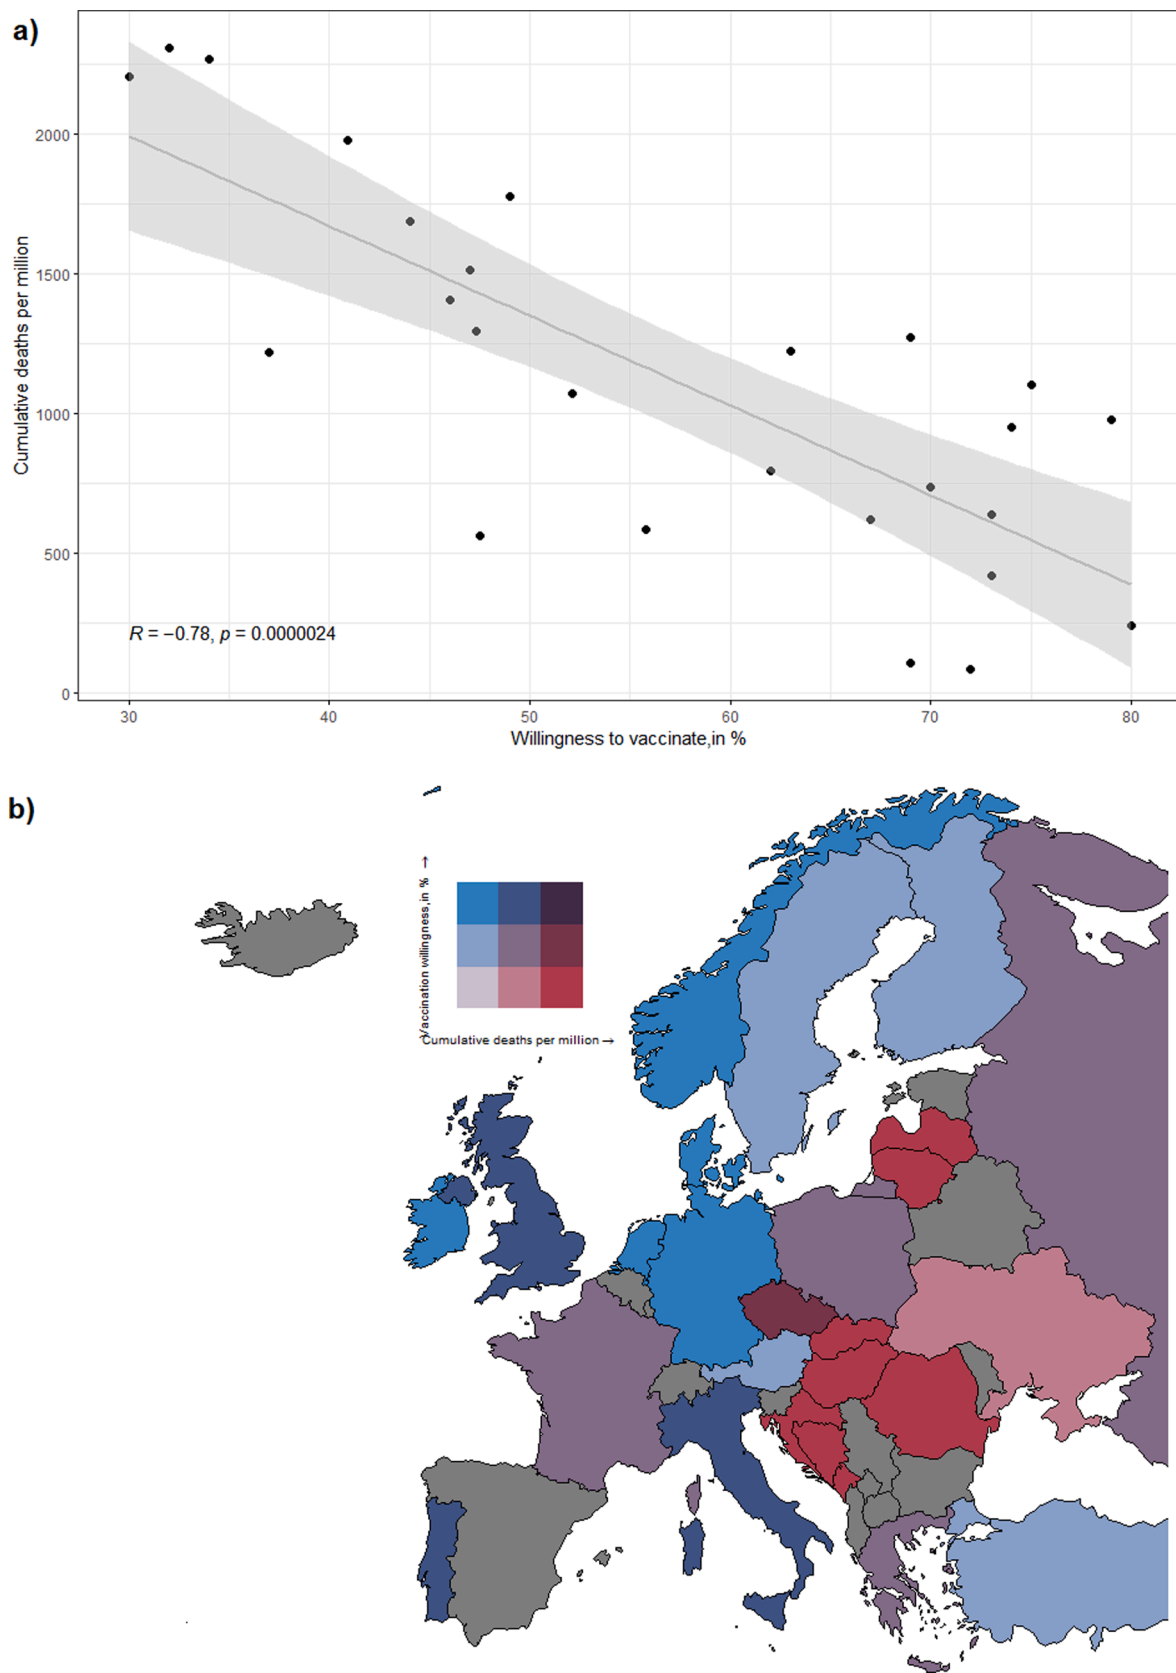 a)
Cumulative deaths per million
2000
1500
1000
500
0
R = −0.78, p = 0.0000024
30 40 50 60 70 80
Willingness to vaccinate,in %
b)
Vaccination willingness,in % →
Cumulative deaths per million →